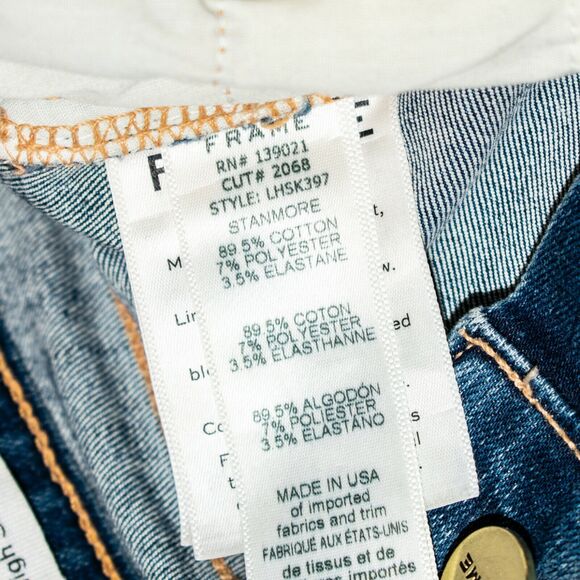 FRAME
RN# 139021
CUT# 2068
STYLE: LHSK397
STANMORE
89.5% COTTON
7% POLYESTER
3.5% ELASTANE
89.5% COTON
7% POLYESTER
3.5% ELASTHANNE
89.5% ALGODÓN
7% POLIESTER
3.5% ELASTANO
MADE IN USA
of imported
fabrics and trim
FABRIQUÉ AUX ÉTATS-UNIS
de tissus et de
importés